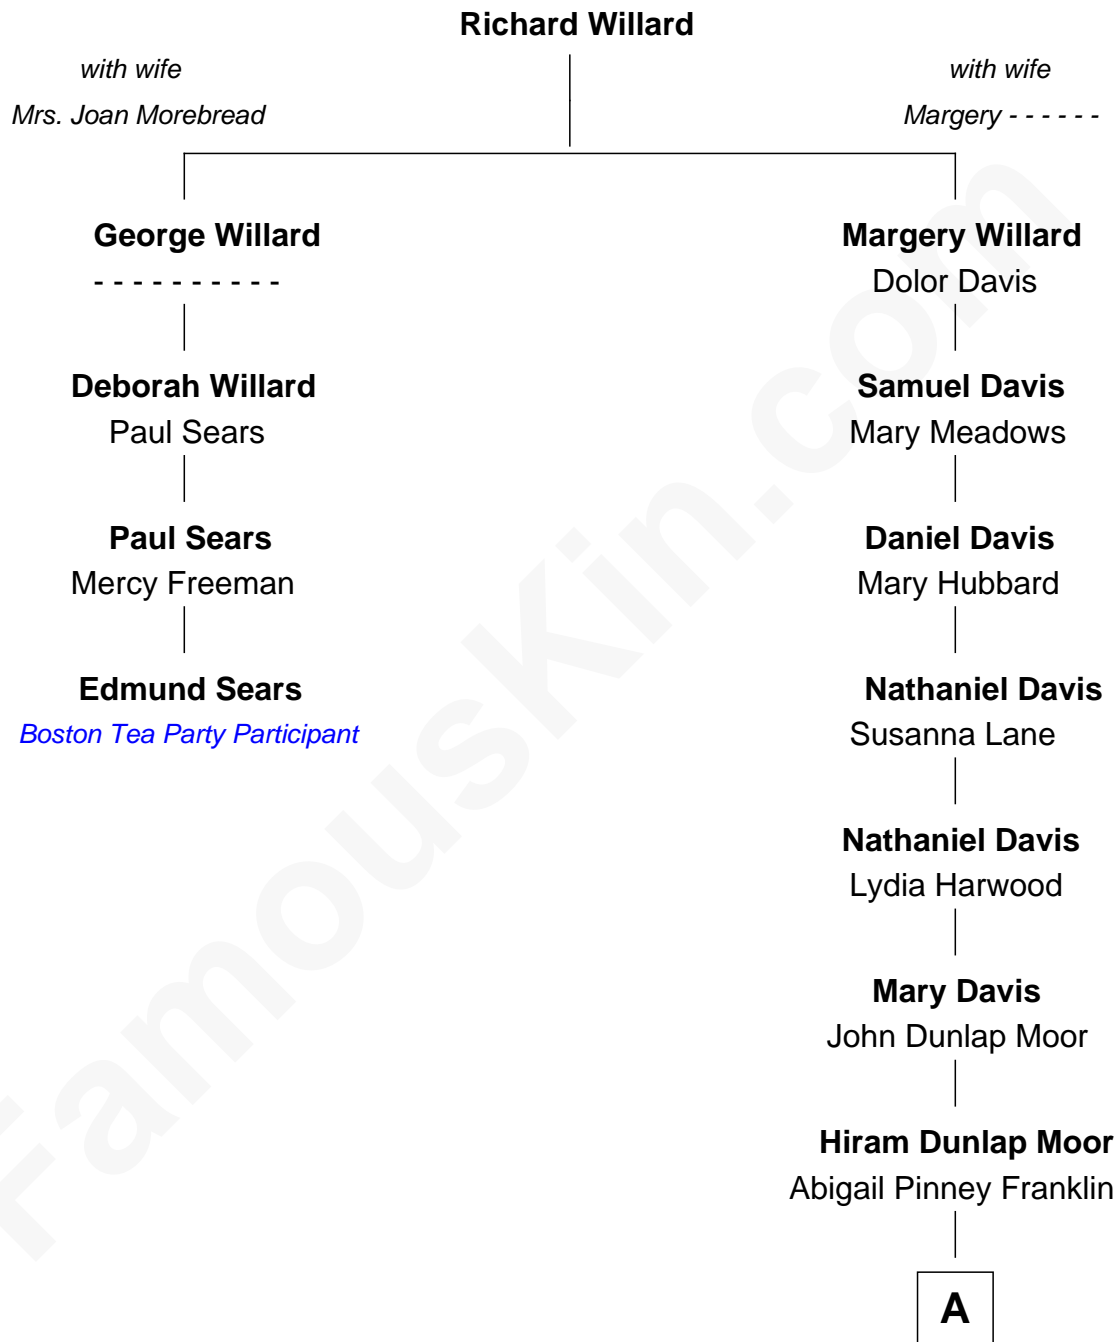 Richard Willard
with wife
Mrs. Joan Morebread
with wife
Margery - - - - - -
George Willard
- - - - - - - - - -
Margery Willard
Dolor Davis
Deborah Willard
Paul Sears
Samuel Davis
Mary Meadows
Paul Sears
Mercy Freeman
Daniel Davis
Mary Hubbard
Edmund Sears
Boston Tea Party Participant
Nathaniel Davis
Susanna Lane
Nathaniel Davis
Lydia Harwood
Mary Davis
John Dunlap Moor
Hiram Dunlap Moor
Abigail Pinney Franklin
A
FamousKin.com